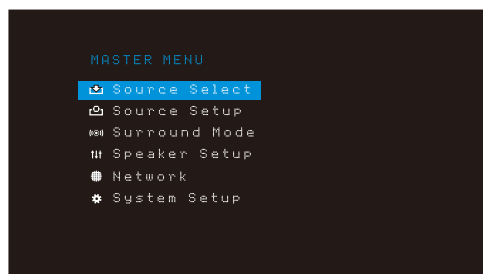 MASTER MENU
Source Select
Source Setup
Surround Mode
Speaker Setup
Network
System Setup